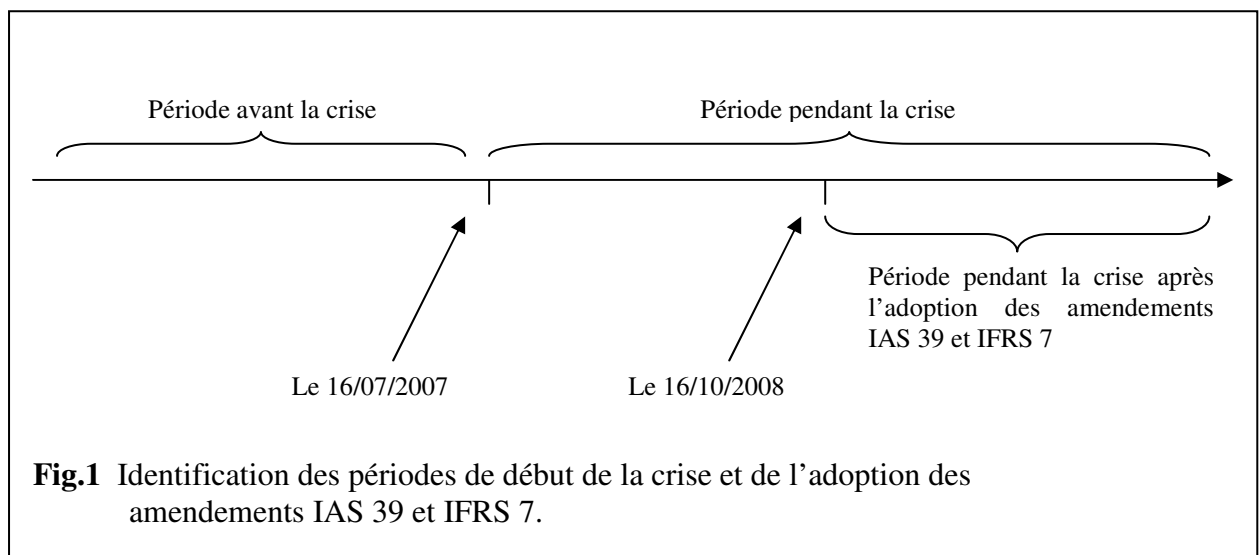 Période avant la crise
Période pendant la crise
Période pendant la crise après
l'adoption des amendements
IAS 39 et IFRS 7
Le 16/07/2007
Le 16/10/2008
Fig.1 Identification des périodes de début de la crise et de l'adoption des
amendements IAS 39 et IFRS 7.